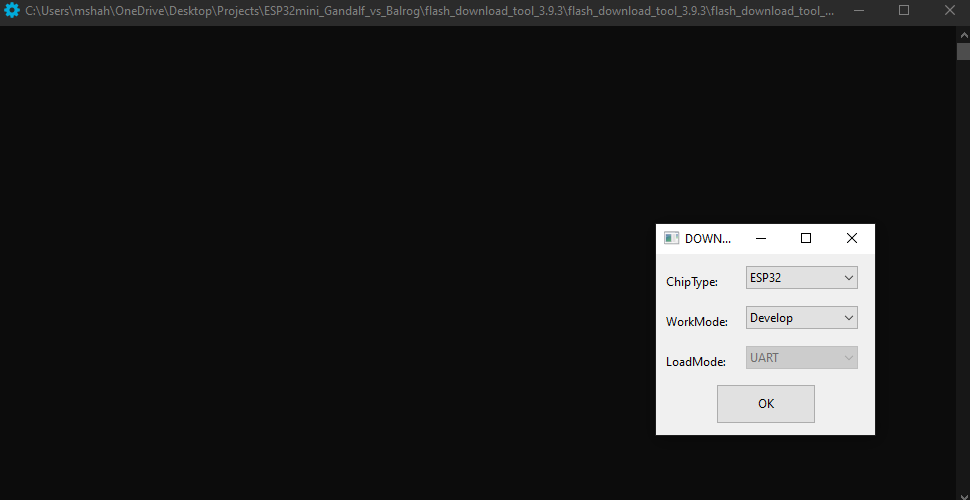 C:\Users\mshah\OneDrive\Desktop\Projects\ESP32mini_Gandalf_vs_Balrog\flash_download_tool_3.9.3\flash_download_tool_3.9.3\flash_download_tool_...
DOWN...
ChipType: ESP32
WorkMode: Develop
LoadMode: UART
OK